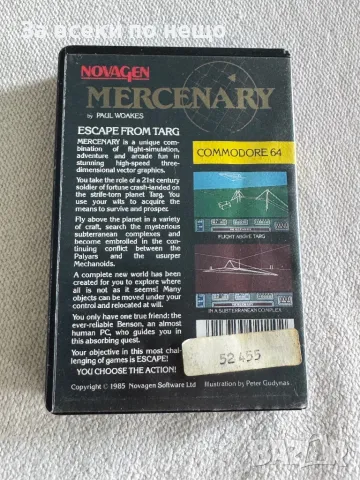 За всеки по нещо
NOVAGEN
MERCENARY
by PAUL WOAKES
ESCAPE FROM TARG
MERCENARY is a unique com-
bination of flight-simulation,
adventure and arcade fun in
stunning high-speed three-
dimensional vector graphics.
You take the role of a 21st century
soldier of fortune crash-landed on
the strife-torn planet Targ. You
use your wits to acquire the
means to survive and prosper.
Fly above the planet in a variety
of craft, search the mysterious
subterranean complexes and
become embroiled in the con-
tinuing conflict between the
Palyars and the usurper
Mechanoids.
A complete new world has been
created for you to explore where
all is not as it seems! Many
objects can be moved under your
control and relocated at will.
You only have one true friend: the
ever-reliable Benson, an almost
human PC, who guides you in
this absorbing quest.
Your objective in this most chal-
lenging of games is ESCAPE!
YOU CHOOSE THE ACTION!
COMMODORE 64
FLIGHT ABOVE TARG
IN A SUBTERRANEAN COMPLEX
52 455
Copyright © 1985 Novagen Software Ltd
Illustration by Peter Gudynas
bazar